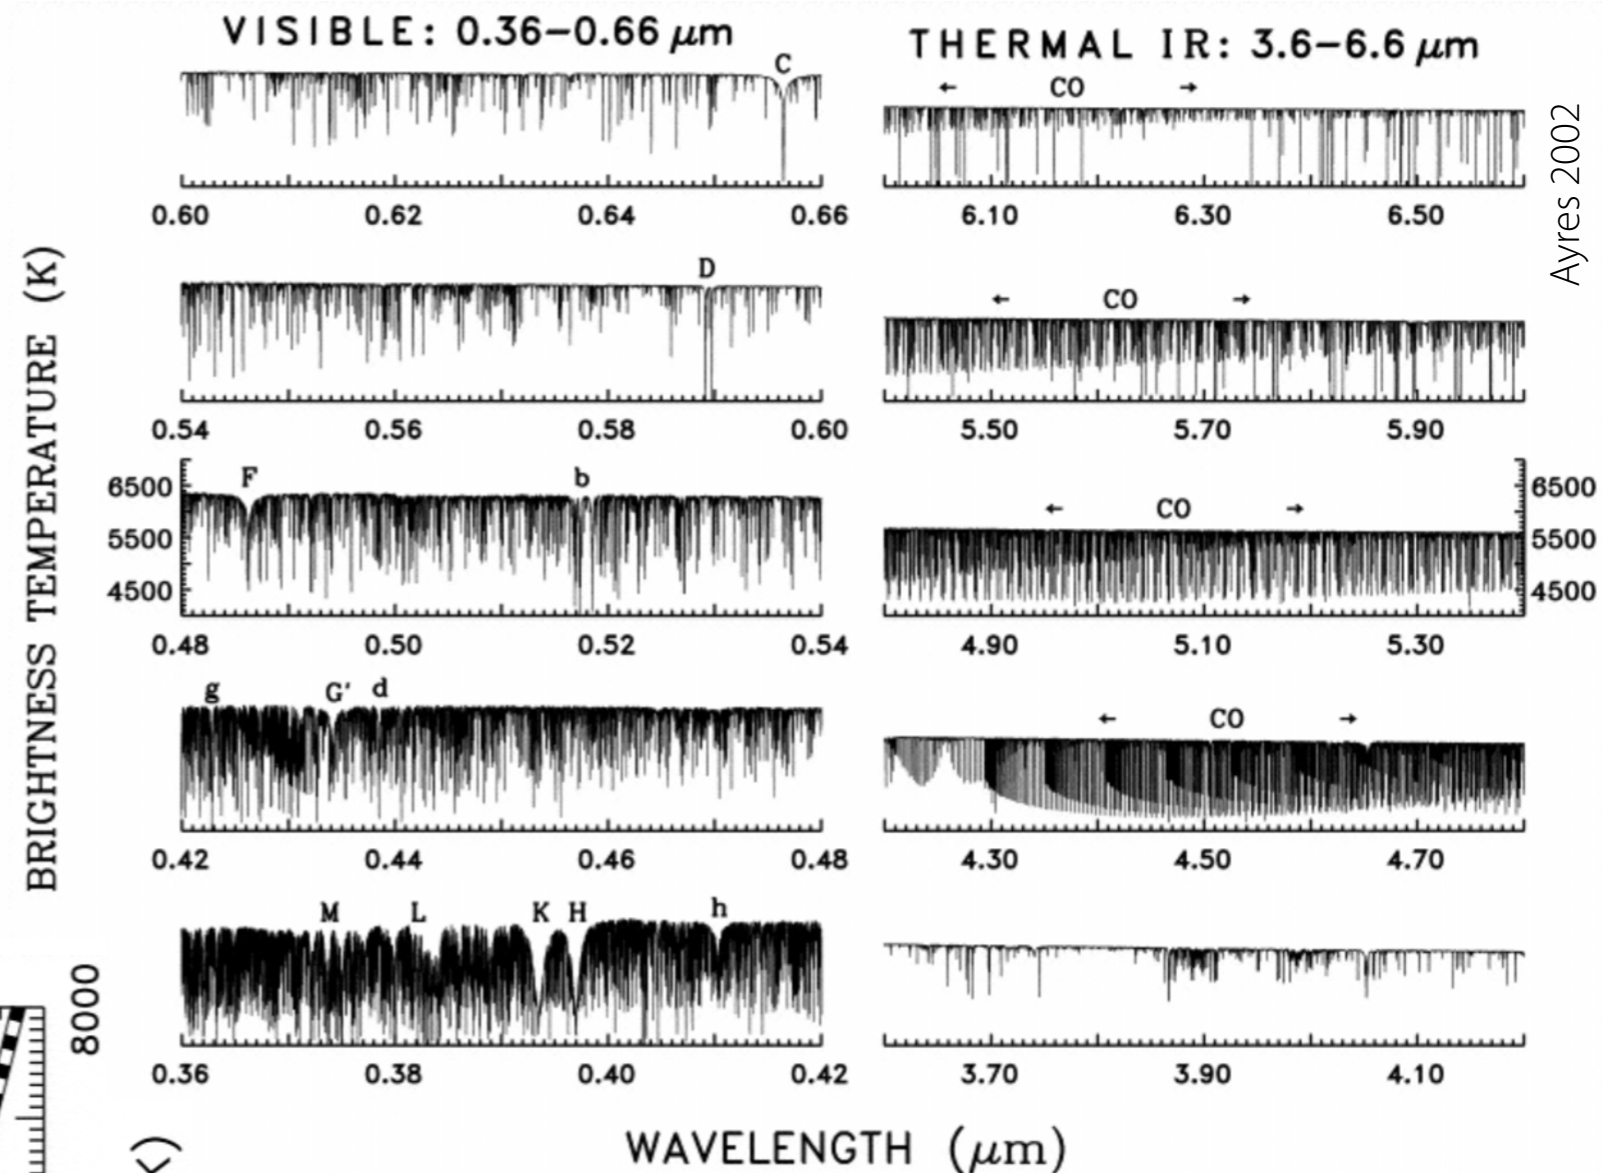 VISIBLE: 0.36–0.66 μm
THERMAL IR: 3.6–6.6 μm
C
← CO →
0.60 0.62 0.64 0.66
6.10 6.30 6.50
Ayres 2002
D
← CO →
0.54 0.56 0.58 0.60
5.50 5.70 5.90
BRIGHTNESS TEMPERATURE (K)
F b
← CO →
6500
5500
4500
6500
5500
4500
0.48 0.50 0.52 0.54
4.90 5.10 5.30
g G' d
← CO →
0.42 0.44 0.46 0.48
4.30 4.50 4.70
M L K H h
0.36 0.38 0.40 0.42
3.70 3.90 4.10
8000
WAVELENGTH (μm)